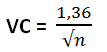 VC = 1,36/√n